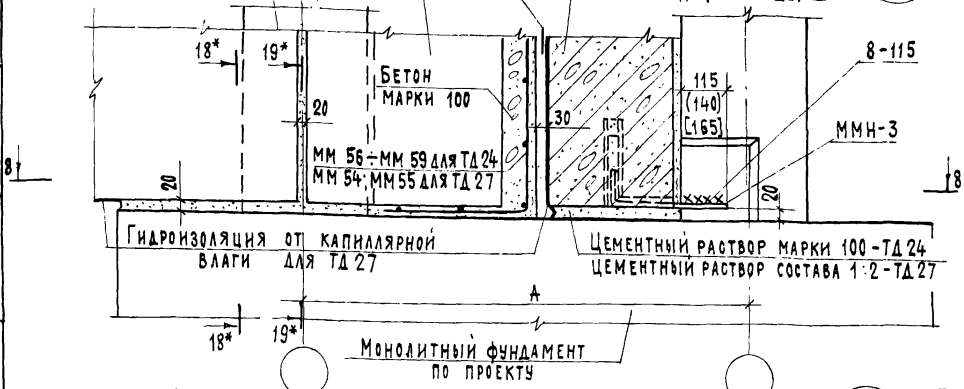 18*
19*
8-115
БЕТОН
МАРКИ 100
115
(140)
[165]
20
30
ММН-3
ММ 56÷ММ 59 ДЛЯ ТД 24
ММ 54; ММ55 ДЛЯ ТД 27
8
20
20
8
ГИДРОИЗОЛЯЦИЯ ОТ КАПИЛЛЯРНОЙ
ВЛАГИ ДЛЯ ТД 27
ЦЕМЕНТНЫЙ РАСТВОР МАРКИ 100-ТД 24
ЦЕМЕНТНЫЙ РАСТВОР СОСТАВА 1:2-ТД 27
А
18*
19*
МОНОЛИТНЫЙ ФУНДАМЕНТ
ПО ПРОЕКТУ